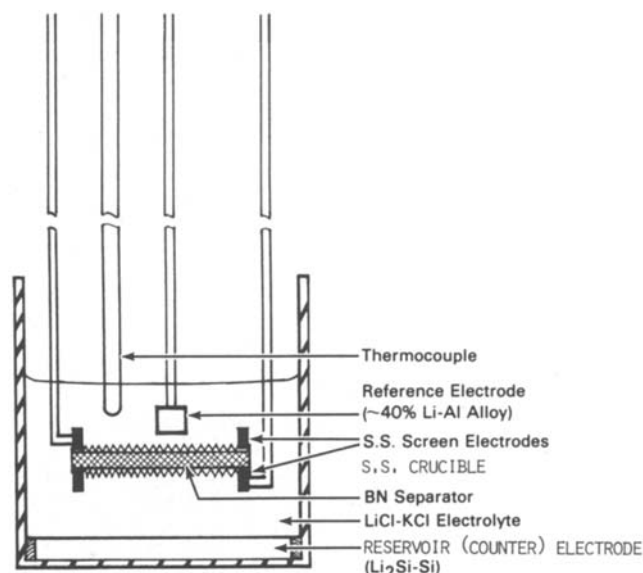 Thermocouple
Reference Electrode
(~40% Li-Al Alloy)
S.S. Screen Electrodes
S.S. CRUCIBLE
BN Separator
LiCl-KCl Electrolyte
RESERVOIR (COUNTER) ELECTRODE
(Li₂Si-Si)